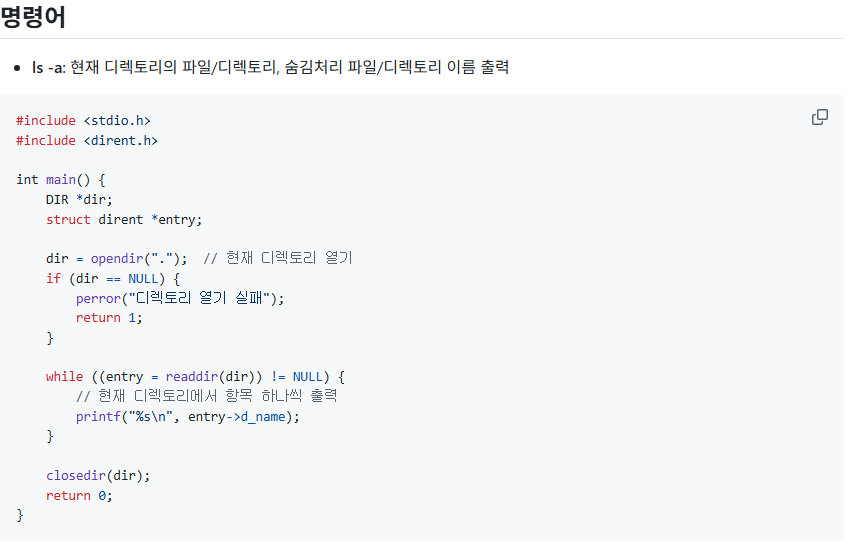 명령어
ls -a: 현재 디렉토리의 파일/디렉토리, 숨김처리 파일/디렉토리 이름 출력
#include <stdio.h>
#include <dirent.h>
int main() {
    DIR *dir;
    struct dirent *entry;
    dir = opendir(".");  // 현재 디렉토리 열기
    if (dir == NULL) {
        perror("디렉토리 열기 실패");
        return 1;
    }
    while ((entry = readdir(dir)) != NULL) {
        // 현재 디렉토리에서 항목 하나씩 출력
        printf("%s\n", entry->d_name);
    }
    closedir(dir);
    return 0;
}